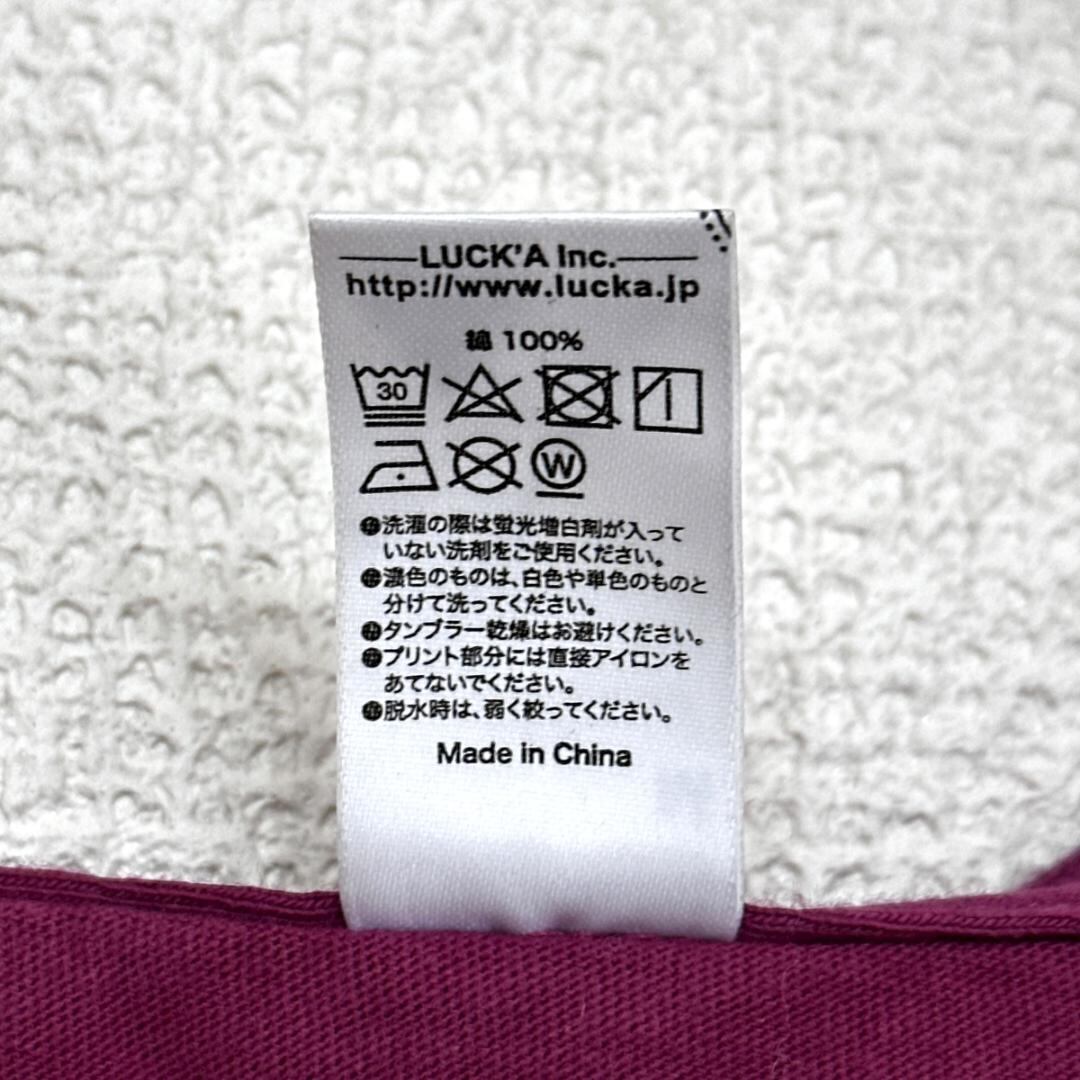 LUCK'A Inc.
http://www.lucka.jp
綿 100%
30
W
●洗濯の際は蛍光増白剤が入って
いない洗剤をご使用ください。
●濃色のものは、白色や単色のものと
分けて洗ってください。
●タンブラー乾燥はお避けください。
●プリント部分には直接アイロンを
あてないでください。
●脱水時は、弱く絞ってください。
Made in China